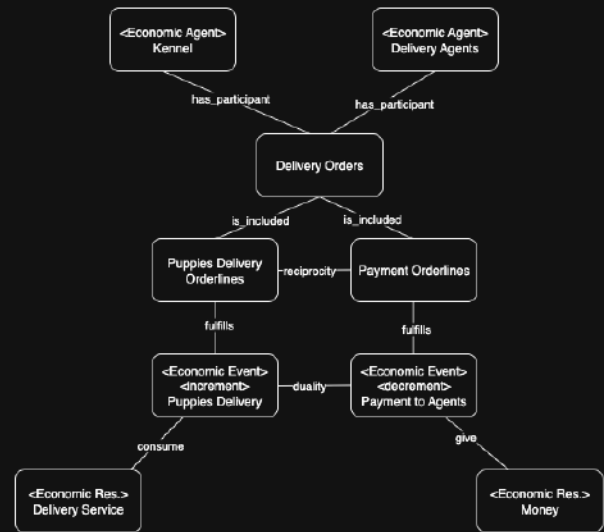 <Economic Agent>
Kennel
<Economic Agent>
Delivery Agents
has_participant
has_participant
Delivery Orders
is_included
is_included
Puppies Delivery
Orderlines
reciprocity
Payment Orderlines
fulfills
fulfills
<Economic Event>
<increment>
Puppies Delivery
duality
<Economic Event>
<decrement>
Payment to Agents
consume
give
<Economic Res.>
Delivery Service
<Economic Res.>
Money